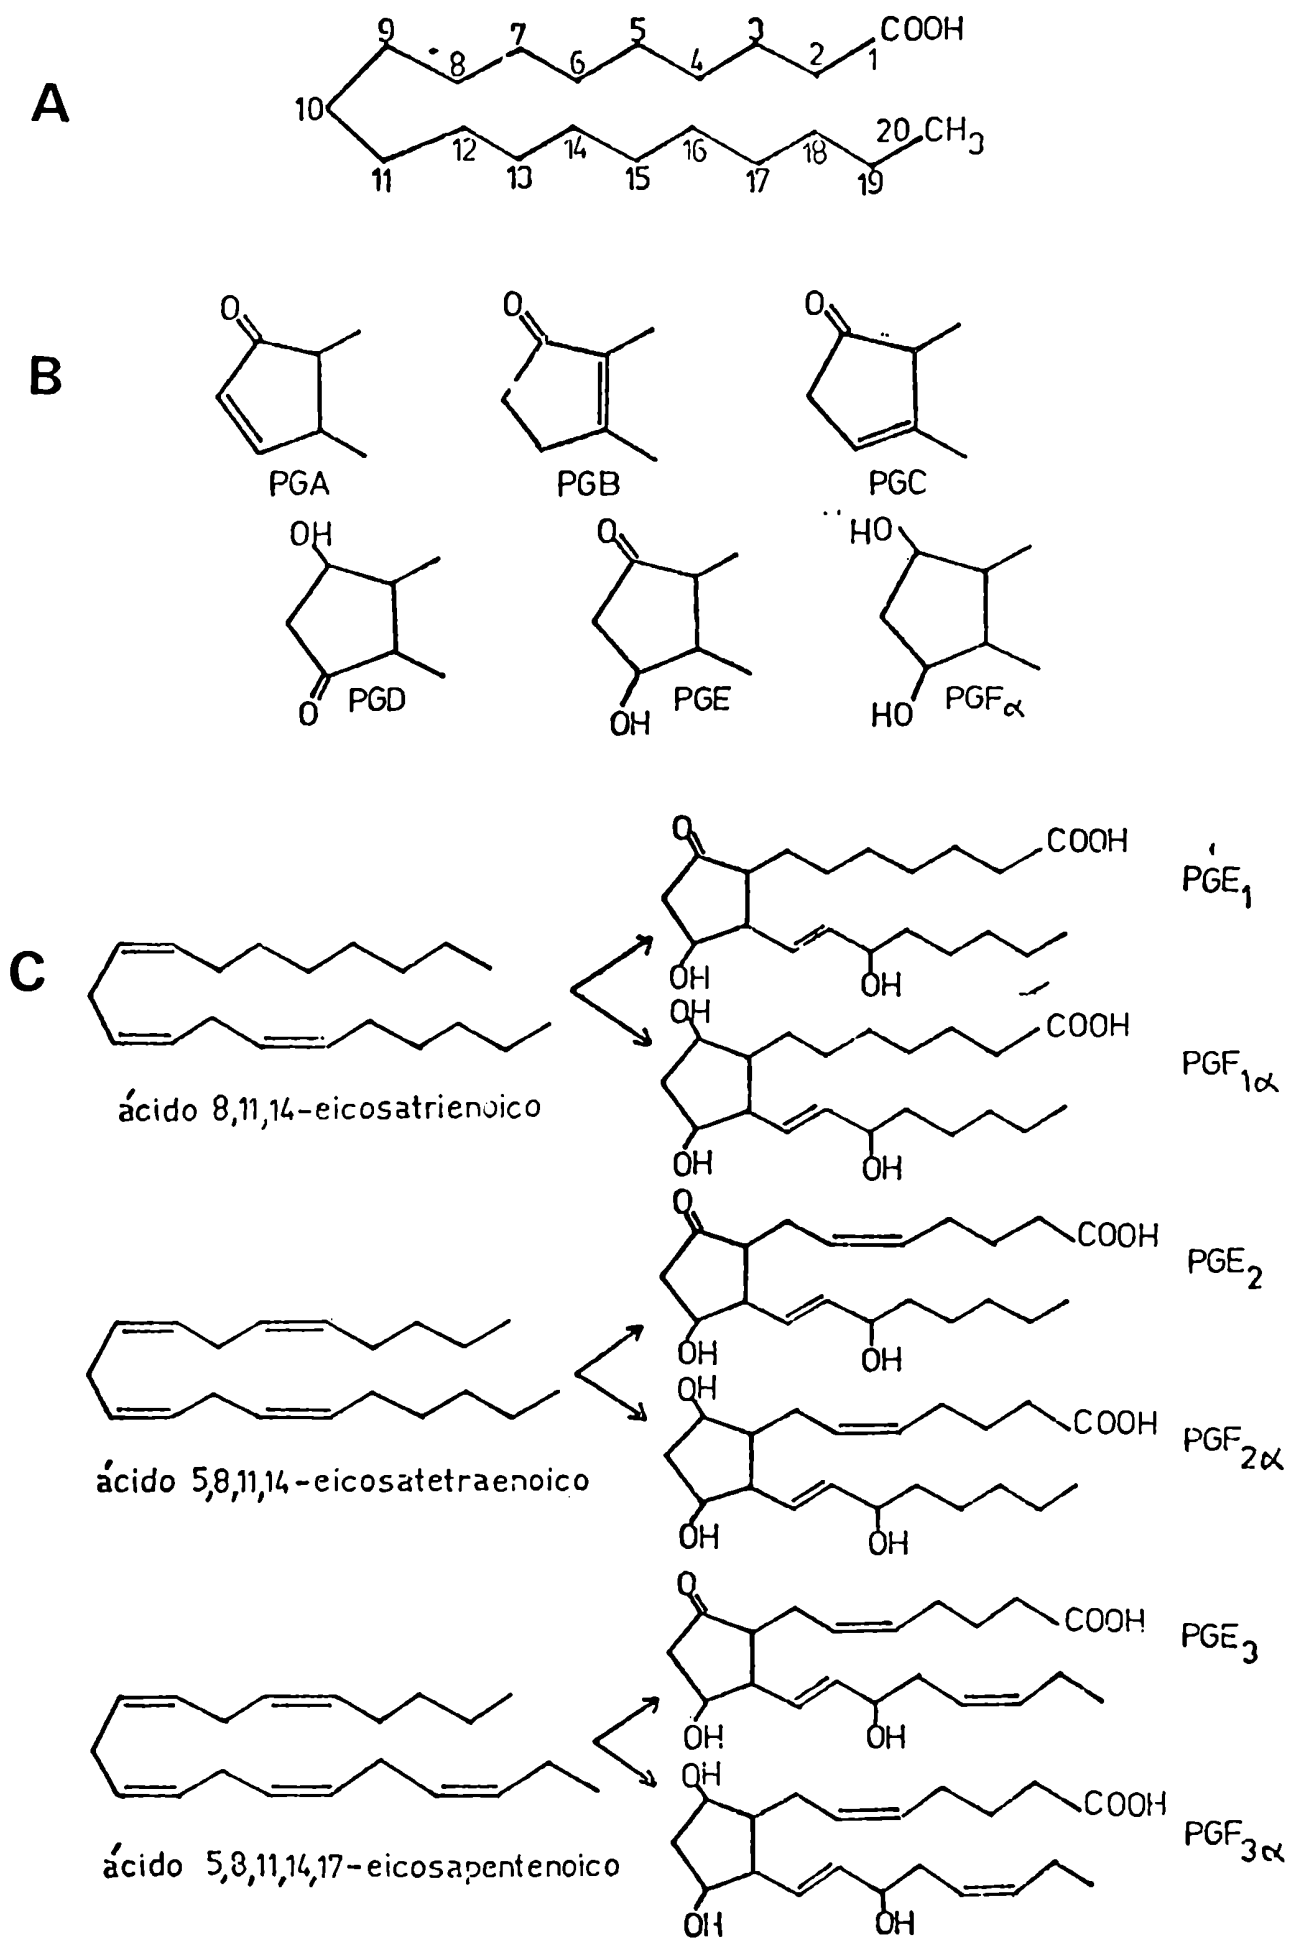 A
9 7 5 3 COOH
8 6 4 2 1
10
20 CH3
12 14 16 18
11 13 15 17 19
B
O O O
PGA PGB PGC
OH O HO
O PGD OH PGE HO PGFα
C
O COOH
PGE1
OH OH
OH COOH
PGF1α
ácido 8,11,14-eicosatrienoico
OH OH
O COOH
PGE2
OH OH
OH COOH
PGF2α
ácido 5,8,11,14-eicosatetraenoico
OH OH
O COOH
PGE3
OH OH
OH COOH
PGF3α
ácido 5,8,11,14,17-eicosapentenoico
OH OH